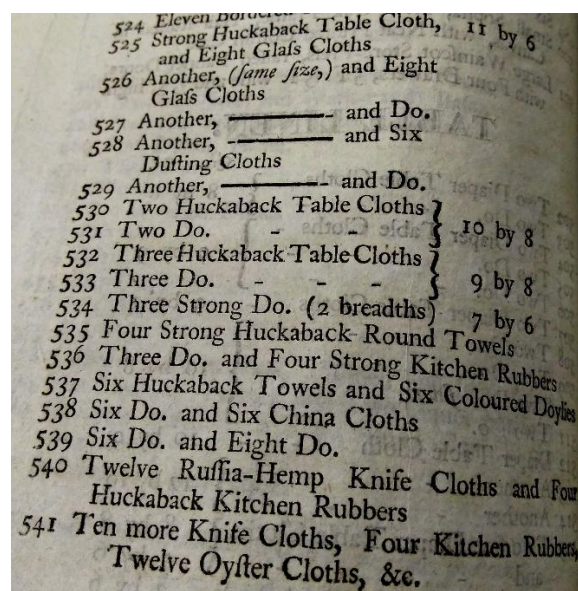 524 Eleven Bordered
525 Strong Huckaback Table Cloth, 11 by 6
and Eight Glaſs Cloths
526 Another, (ſame ſize,) and Eight
Glaſs Cloths
527 Another, ———- and Do.
528 Another, -——— and Six
Duſting Cloths
529 Another, ———- and Do.
530 Two Huckaback Table Cloths }
531 Two Do. - - } 10 by 8
532 Three Huckaback Table Cloths }
533 Three Do. - - - } 9 by 8
534 Three Strong Do. (2 breadths) 7 by 6
535 Four Strong Huckaback Round Towels
536 Three Do. and Four Strong Kitchen Rubbers
537 Six Huckaback Towels and Six Coloured Doylies
538 Six Do. and Six China Cloths
539 Six Do. and Eight Do.
540 Twelve Ruſſia-Hemp Knife Cloths and Four
Huckaback Kitchen Rubbers
541 Ten more Knife Cloths, Four Kitchen Rubbers,
Twelve Oyſter Cloths, &c.